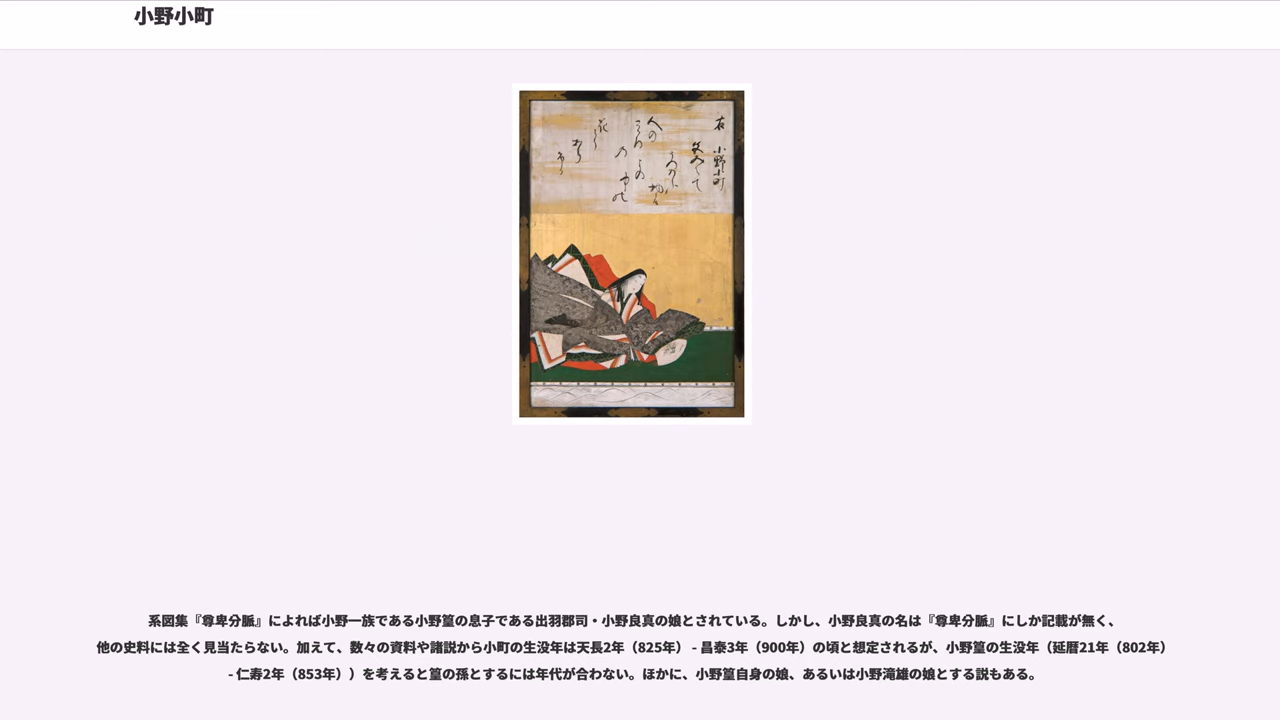 小野小町
右 小野小町
系図集『尊卑分脈』によれば小野一族である小野篁の息子である出羽郡司・小野良真の娘とされている。しかし、小野良真の名は『尊卑分脈』にしか記載が無く、
他の史料には全く見当たらない。加えて、数々の資料や諸説から小町の生没年は天長2年（825年） - 昌泰3年（900年）の頃と想定されるが、小野篁の生没年（延暦21年（802年）
- 仁寿2年（853年））を考えると篁の孫とするには年代が合わない。ほかに、小野篁自身の娘、あるいは小野滝雄の娘とする説もある。